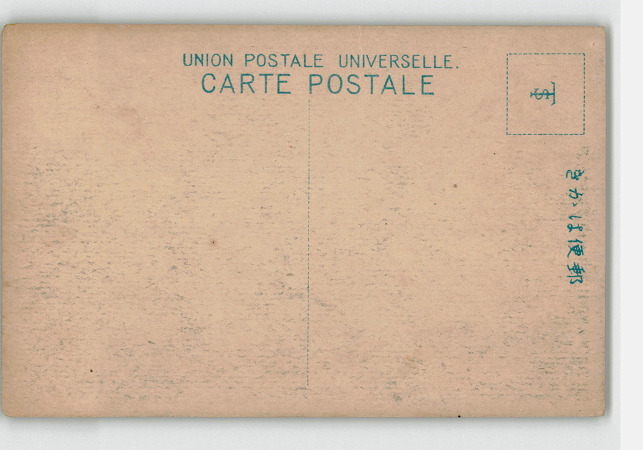 UNION POSTALE UNIVERSELLE.
CARTE POSTALE
きかは便郵